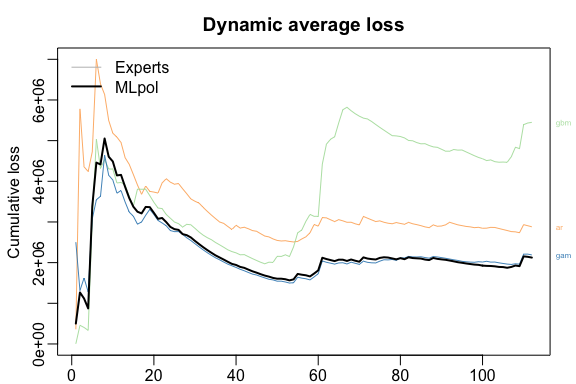 Dynamic average loss
Cumulative loss
6e+06
4e+06
2e+06
0e+00
Experts
MLpol
gbm
ar
gam
0 20 40 60 80 100